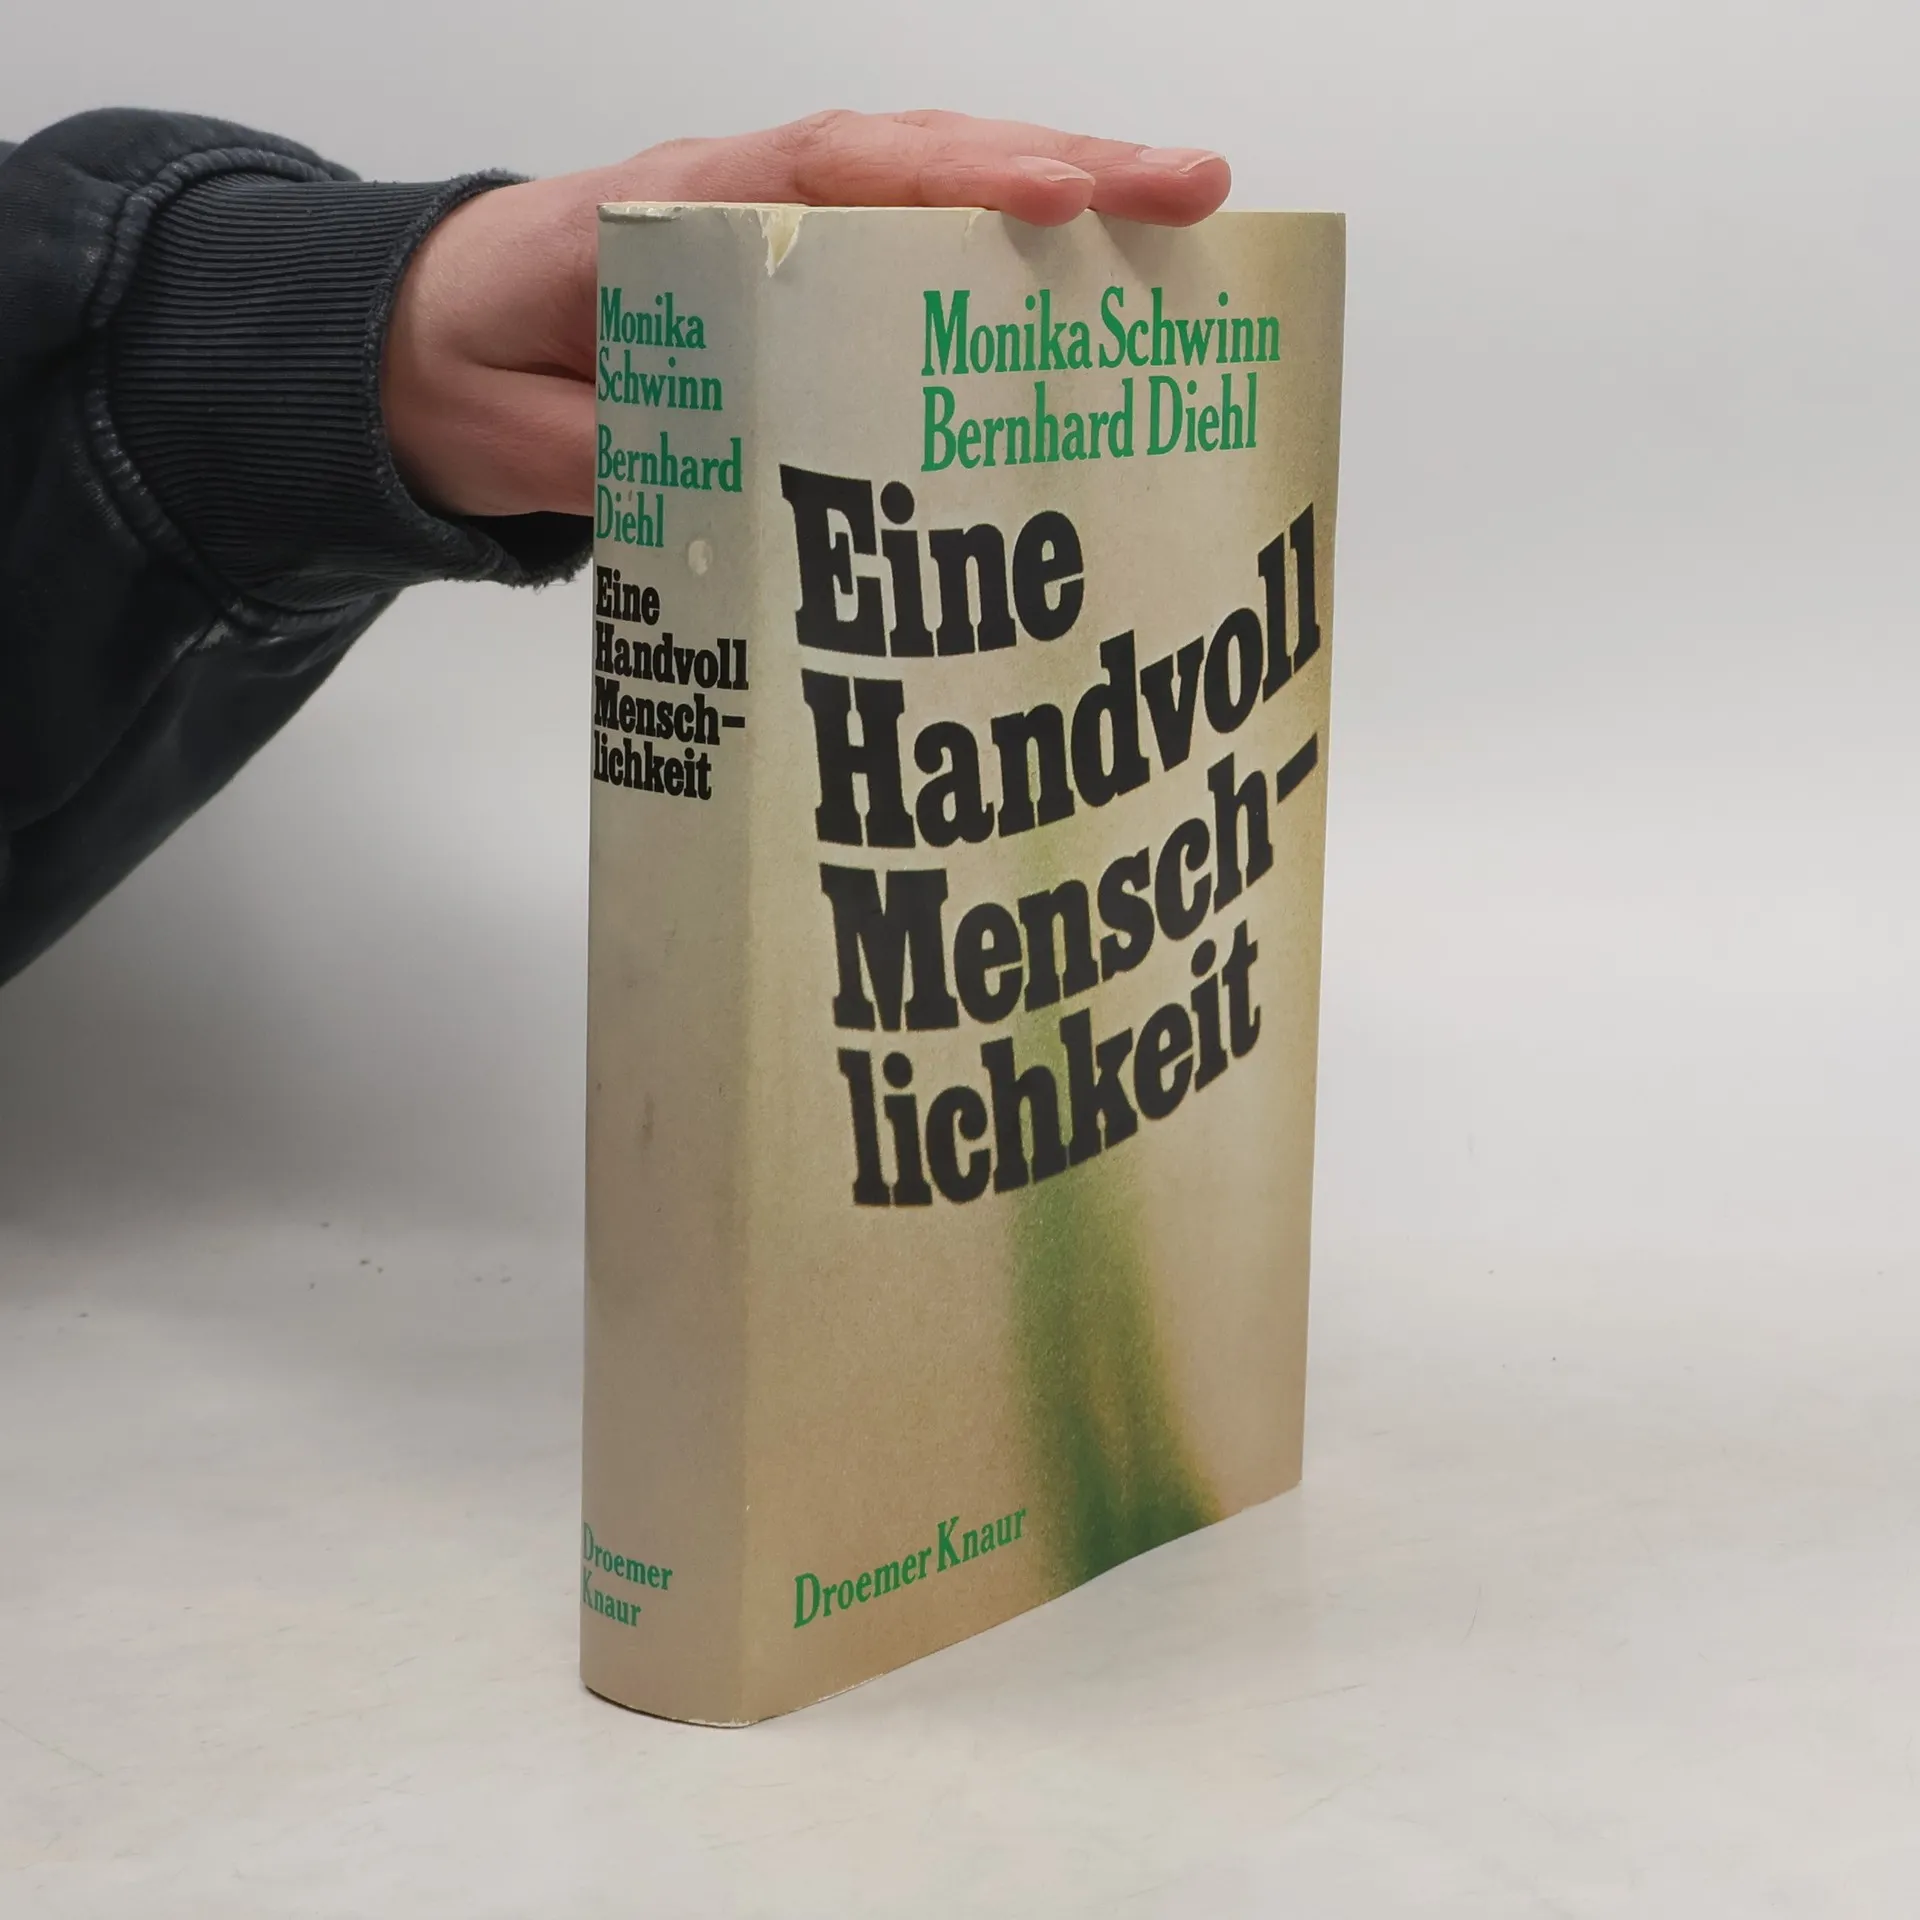 Monika
Schwinn
Bernhard
Diehl
Eine
Handvoll
Mensch-
lichkeit
Droemer
Knaur
Monika Schwinn
Bernhard Diehl
Eine
Handvoll
Mensch-
lichkeit
Droemer Knaur